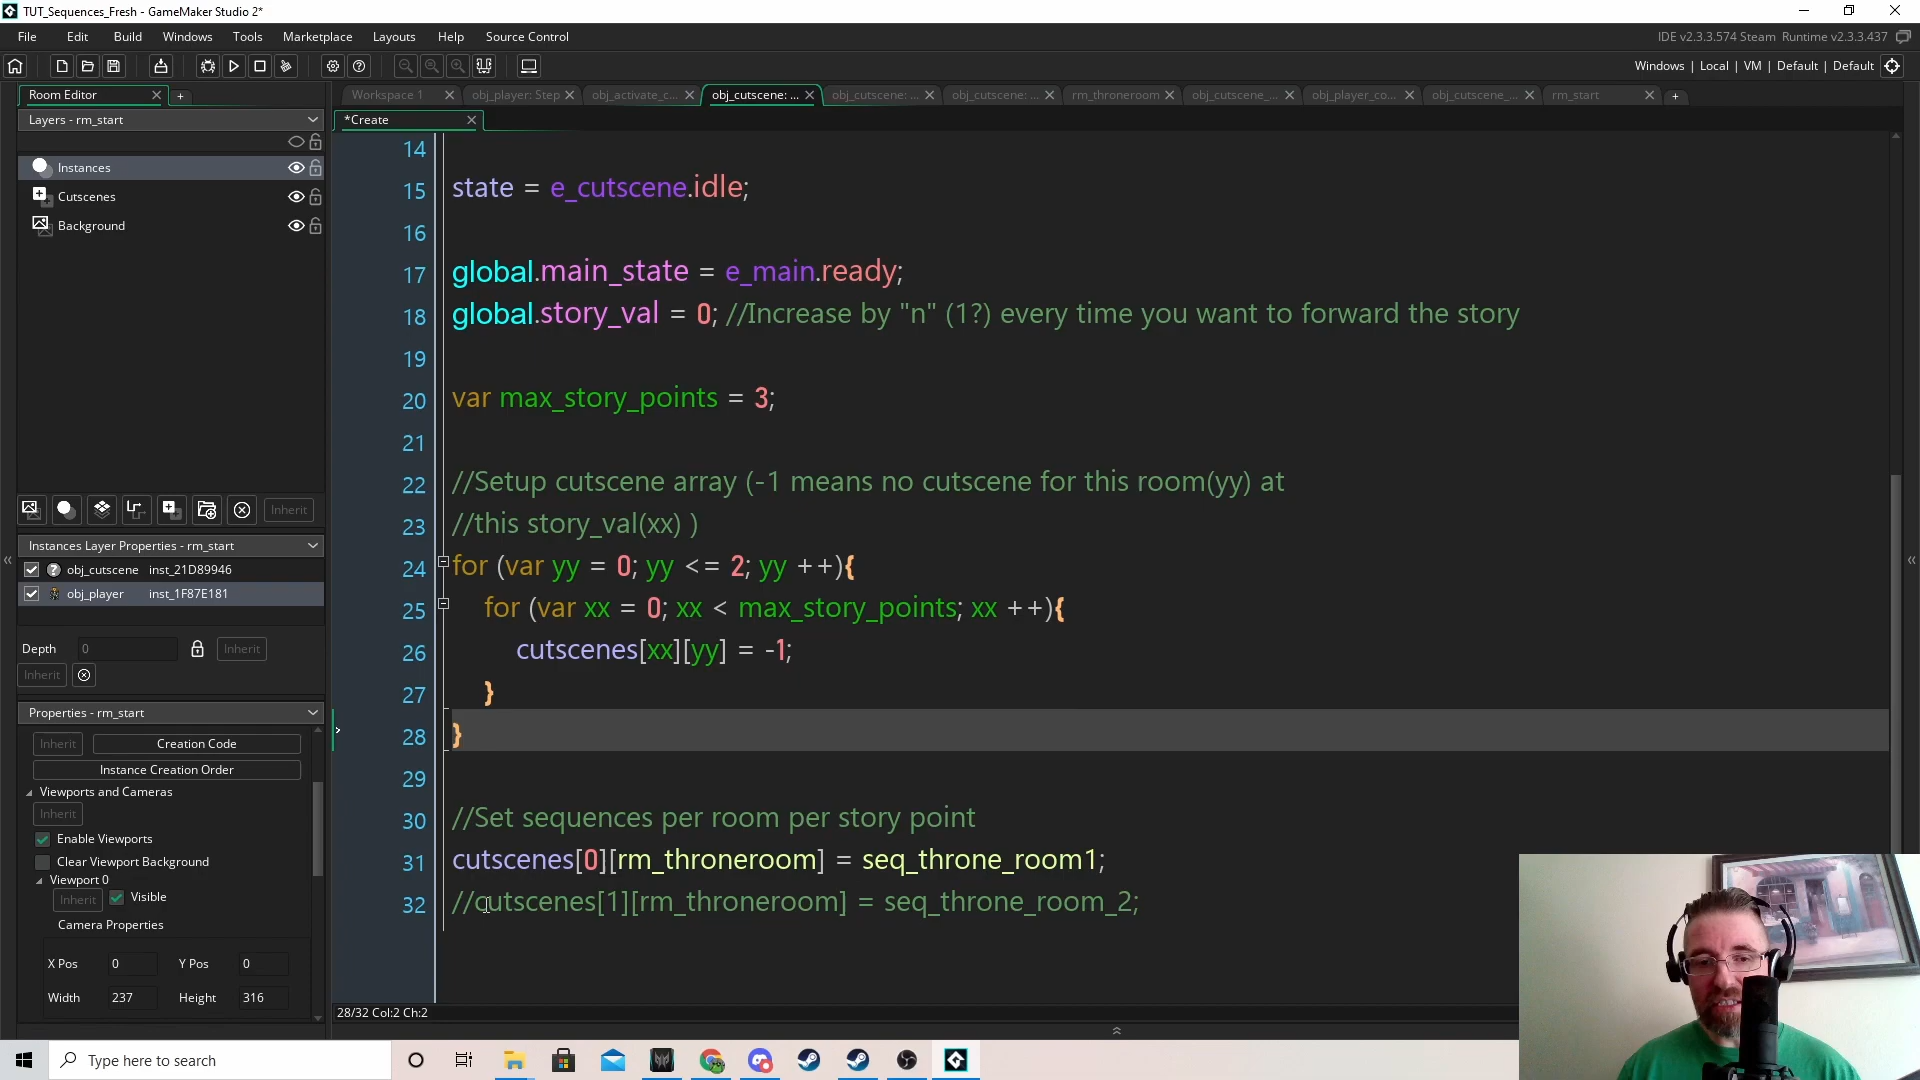 TUT_Sequences_Fresh - GameMaker Studio 2*
File Edit Build Windows Tools Marketplace Layouts Help Source Control
IDE v2.3.3.574 Steam Runtime v2.3.3.437
Windows | Local | VM | Default | Default
Room Editor
Workspace 1 obj_player: Step obj_activate_c... obj_cutscene: ... obj_cutscene: ... obj_cutscene: ... rm_throneroom obj_cutscene_... obj_player_co... obj_cutscene_... rm_start
Layers - rm_start
*Create
Instances
Cutscenes
Background
Inherit
Instances Layer Properties - rm_start
obj_cutscene inst_21D89946
obj_player inst_1F87E181
Depth 0 Inherit
Inherit
Properties - rm_start
Inherit Creation Code
Instance Creation Order
Viewports and Cameras
Inherit
Enable Viewports
Clear Viewport Background
Viewport 0
Inherit Visible
Camera Properties
X Pos 0 Y Pos 0
Width 237 Height 316
14
15 state = e_cutscene.idle;
16
17 global.main_state = e_main.ready;
18 global.story_val = 0; //Increase by "n" (1?) every time you want to forward the story
19
20 var max_story_points = 3;
21
22 //Setup cutscene array (-1 means no cutscene for this room(yy) at
23 //this story_val(xx) )
24 for (var yy = 0; yy <= 2; yy ++){
25 for (var xx = 0; xx < max_story_points; xx ++){
26 cutscenes[xx][yy] = -1;
27 }
28 }
29
30 //Set sequences per room per story point
31 cutscenes[0][rm_throneroom] = seq_throne_room1;
32 //cutscenes[1][rm_throneroom] = seq_throne_room_2;
28/32 Col:2 Ch:2
Type here to search